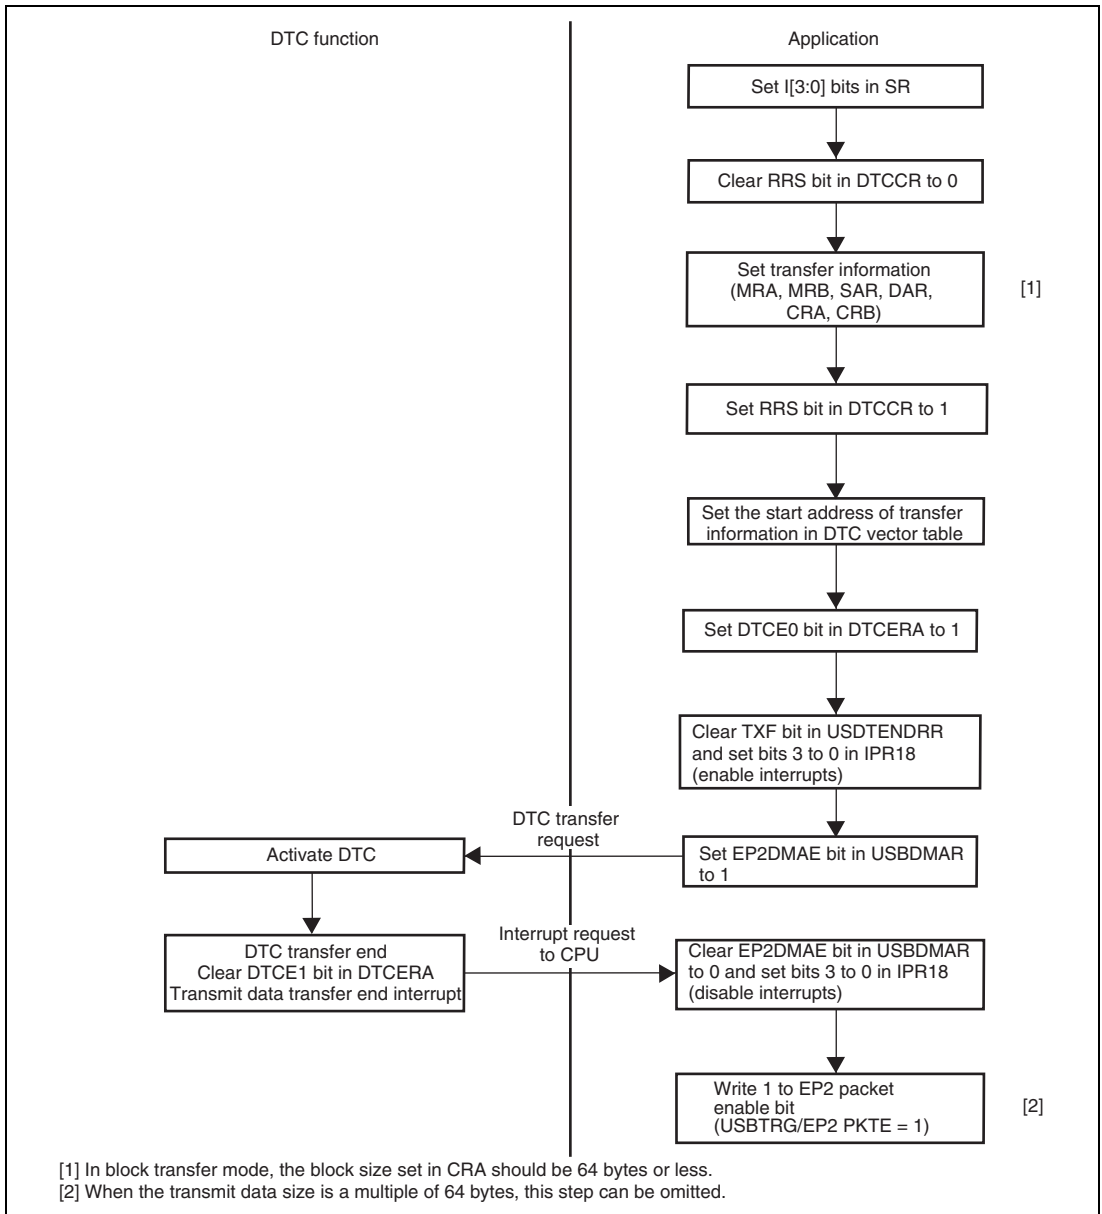 DTC function
Application
Set I[3:0] bits in SR
Clear RRS bit in DTCCR to 0
Set transfer information
(MRA, MRB, SAR, DAR,
CRA, CRB)
[1]
Set RRS bit in DTCCR to 1
Set the start address of transfer
information in DTC vector table
Set DTCE0 bit in DTCERA to 1
Clear TXF bit in USDTENDRR
and set bits 3 to 0 in IPR18
(enable interrupts)
DTC transfer
request
Activate DTC
Set EP2DMAE bit in USBDMAR
to 1
DTC transfer end
Clear DTCE1 bit in DTCERA
Transmit data transfer end interrupt
Interrupt request
to CPU
Clear EP2DMAE bit in USBDMAR
to 0 and set bits 3 to 0 in IPR18
(disable interrupts)
Write 1 to EP2 packet
enable bit
(USBTRG/EP2 PKTE = 1)
[2]
[1] In block transfer mode, the block size set in CRA should be 64 bytes or less.
[2] When the transmit data size is a multiple of 64 bytes, this step can be omitted.